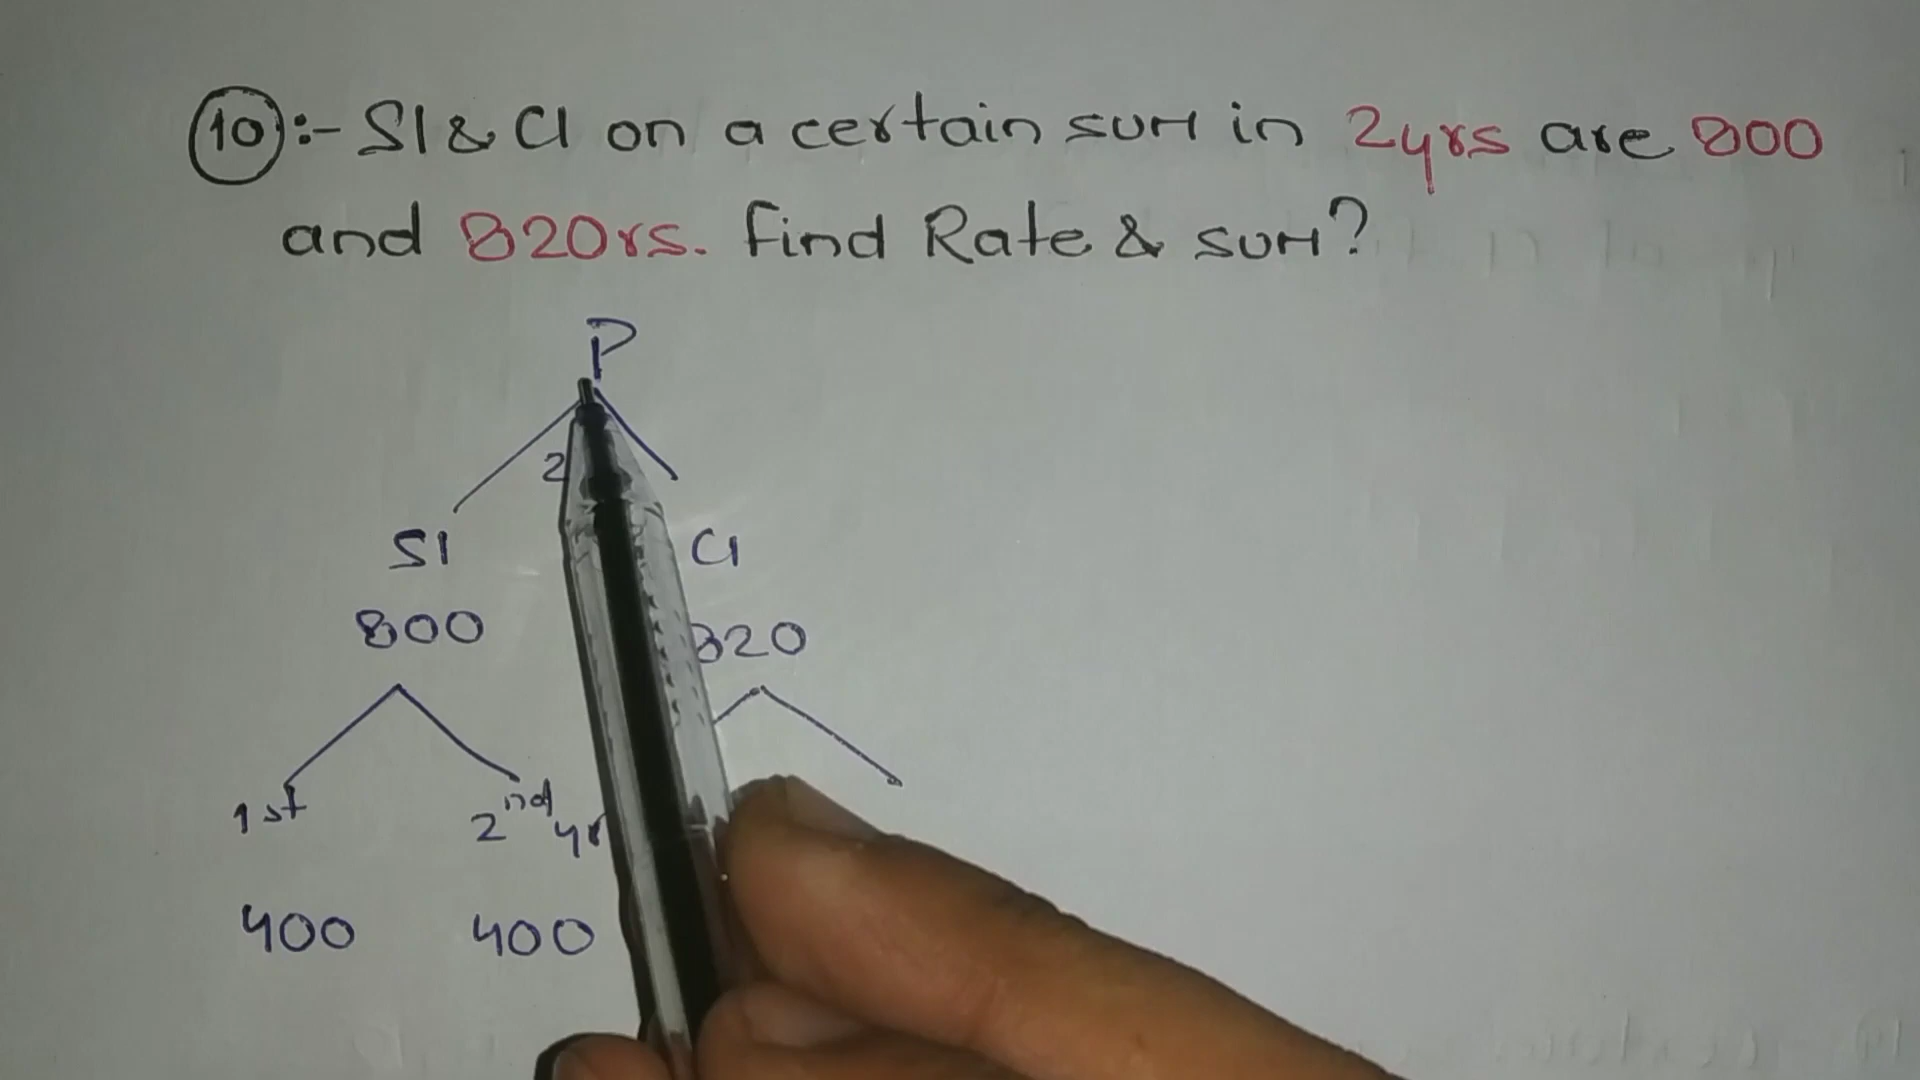 10:- SI & CI on a certain sum in 2yrs are 800
and 820rs. find Rate & sum?
P
2
SI CI
800 820
1st 2nd yr
400 400